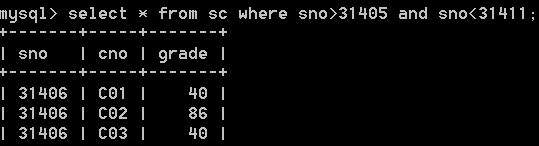 mysql> select * from sc where sno>31405 and sno<31411;
+-------+-----+-------+
| sno   | cno | grade |
+-------+-----+-------+
| 31406 | C01 |    40 |
| 31406 | C02 |    86 |
| 31406 | C03 |    40 |